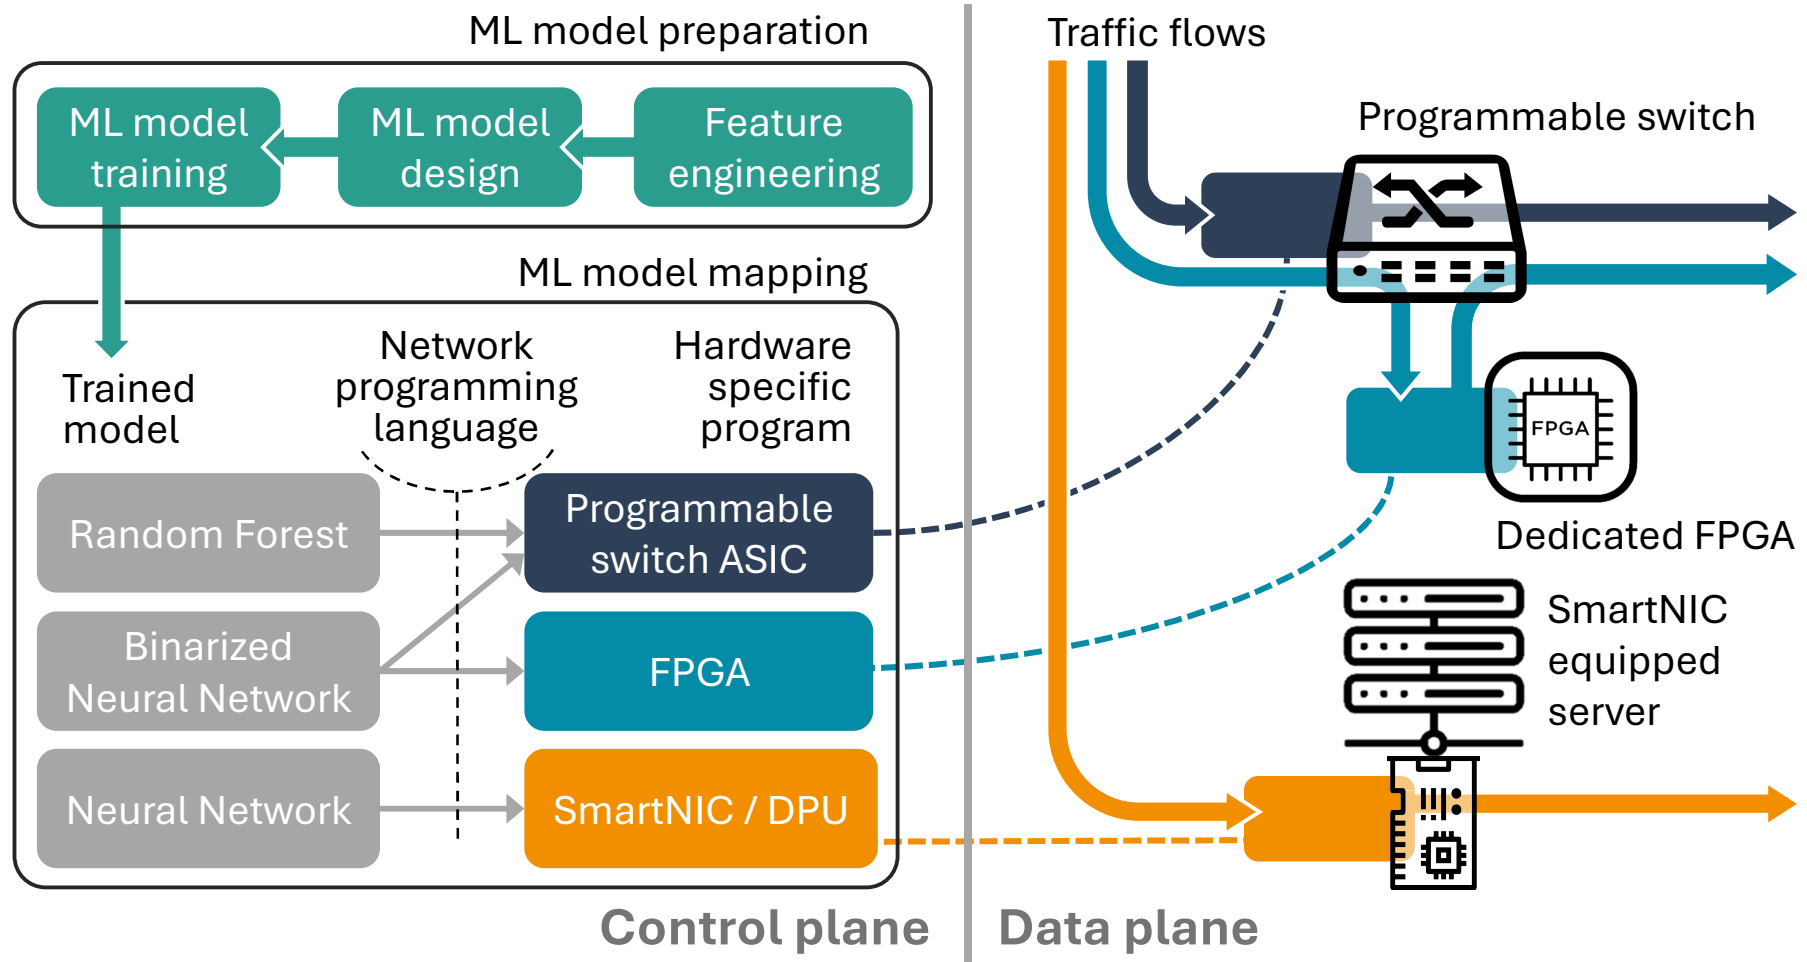 ML model preparation
ML model
training
ML model
design
Feature
engineering
ML model mapping
Trained
model
Network
programming
language
Hardware
specific
program
Random Forest
Programmable
switch ASIC
Binarized
Neural Network
FPGA
Neural Network
SmartNIC / DPU
Control plane
Data plane
Traffic flows
Programmable switch
FPGA
Dedicated FPGA
SmartNIC
equipped
server